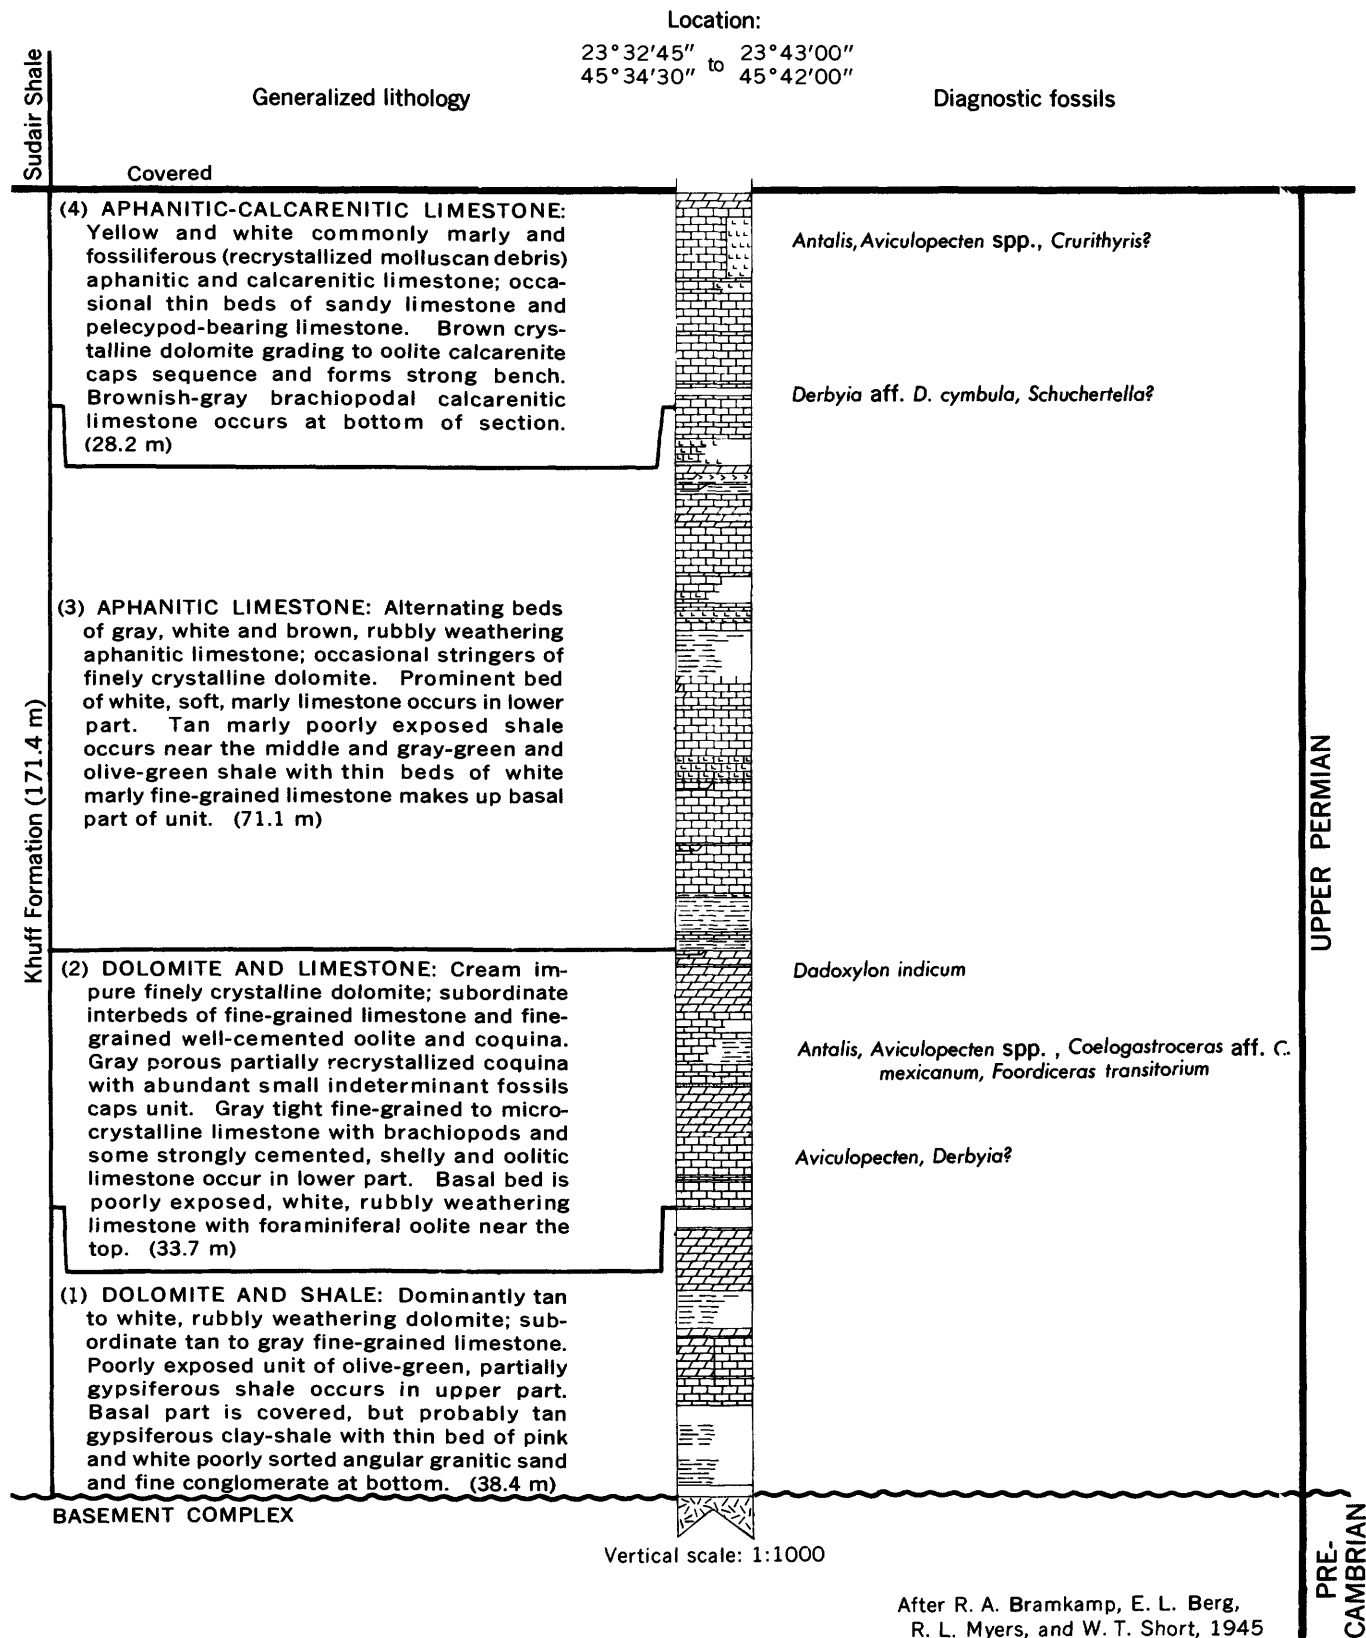 Location:
23°32'45" to 23°43'00"
45°34'30" 45°42'00"
Sudair Shale
Generalized lithology
Diagnostic fossils
Covered
(4) APHANITIC-CALCARENITIC LIMESTONE:
Yellow and white commonly marly and
fossiliferous (recrystallized molluscan debris)
aphanitic and calcarenitic limestone; occa-
sional thin beds of sandy limestone and
pelecypod-bearing limestone. Brown crys-
talline dolomite grading to oolite calcarenite
caps sequence and forms strong bench.
Brownish-gray brachiopodal calcarenitic
limestone occurs at bottom of section.
(28.2 m)
Antalis, Aviculopecten spp., Crurithyris?
Derbyia aff. D. cymbula, Schuchertella?
Khuff Formation (171.4 m)
(3) APHANITIC LIMESTONE: Alternating beds
of gray, white and brown, rubbly weathering
aphanitic limestone; occasional stringers of
finely crystalline dolomite. Prominent bed
of white, soft, marly limestone occurs in lower
part. Tan marly poorly exposed shale
occurs near the middle and gray-green and
olive-green shale with thin beds of white
marly fine-grained limestone makes up basal
part of unit. (71.1 m)
UPPER PERMIAN
(2) DOLOMITE AND LIMESTONE: Cream im-
pure finely crystalline dolomite; subordinate
interbeds of fine-grained limestone and fine-
grained well-cemented oolite and coquina.
Gray porous partially recrystallized coquina
with abundant small indeterminant fossils
caps unit. Gray tight fine-grained to micro-
crystalline limestone with brachiopods and
some strongly cemented, shelly and oolitic
limestone occur in lower part. Basal bed is
poorly exposed, white, rubbly weathering
limestone with foraminiferal oolite near the
top. (33.7 m)
Dadoxylon indicum
Antalis, Aviculopecten spp. , Coelogastroceras aff. C.
mexicanum, Foordiceras transitorium
Aviculopecten, Derbyia?
(1) DOLOMITE AND SHALE: Dominantly tan
to white, rubbly weathering dolomite; sub-
ordinate tan to gray fine-grained limestone.
Poorly exposed unit of olive-green, partially
gypsiferous shale occurs in upper part.
Basal part is covered, but probably tan
gypsiferous clay-shale with thin bed of pink
and white poorly sorted angular granitic sand
and fine conglomerate at bottom. (38.4 m)
BASEMENT COMPLEX
PRE-
CAMBRIAN
Vertical scale: 1:1000
After R. A. Bramkamp, E. L. Berg,
R. L. Myers, and W. T. Short, 1945